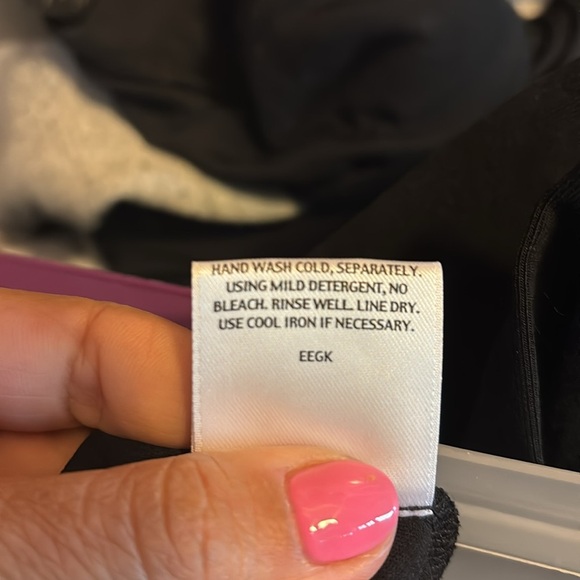 HAND WASH COLD, SEPARATELY.
USING MILD DETERGENT, NO
BLEACH. RINSE WELL. LINE DRY.
USE COOL IRON IF NECESSARY.
EEGK